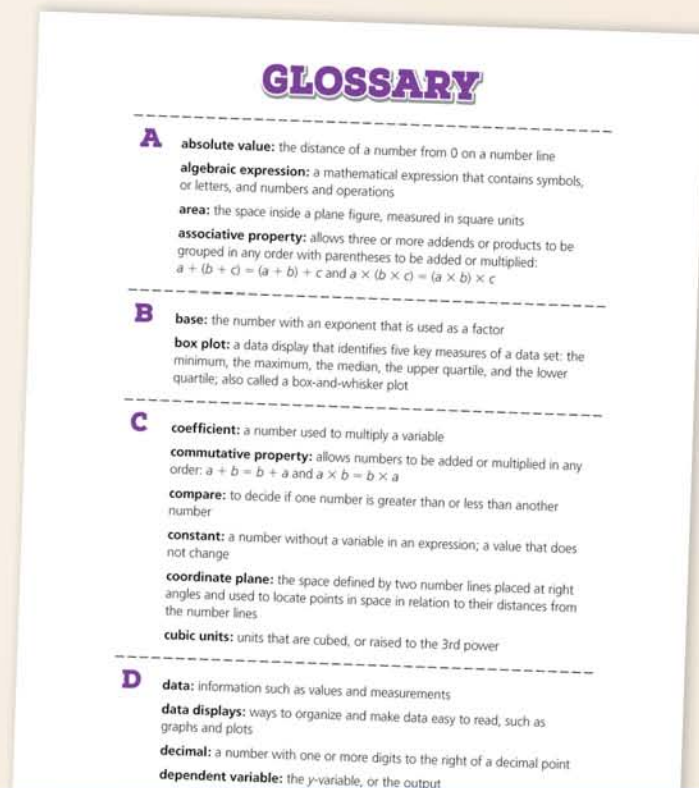 GLOSSARY
A
absolute value: the distance of a number from 0 on a number line
algebraic expression: a mathematical expression that contains symbols,
or letters, and numbers and operations
area: the space inside a plane figure, measured in square units
associative property: allows three or more addends or products to be
grouped in any order with parentheses to be added or multiplied:
a + (b + c) = (a + b) + c and a × (b × c) = (a × b) × c
B
base: the number with an exponent that is used as a factor
box plot: a data display that identifies five key measures of a data set: the
minimum, the maximum, the median, the upper quartile, and the lower
quartile; also called a box-and-whisker plot
C
coefficient: a number used to multiply a variable
commutative property: allows numbers to be added or multiplied in any
order: a + b = b + a and a × b = b × a
compare: to decide if one number is greater than or less than another
number
constant: a number without a variable in an expression; a value that does
not change
coordinate plane: the space defined by two number lines placed at right
angles and used to locate points in space in relation to their distances from
the number lines
cubic units: units that are cubed, or raised to the 3rd power
D
data: information such as values and measurements
data displays: ways to organize and make data easy to read, such as
graphs and plots
decimal: a number with one or more digits to the right of a decimal point
dependent variable: the y-variable, or the output